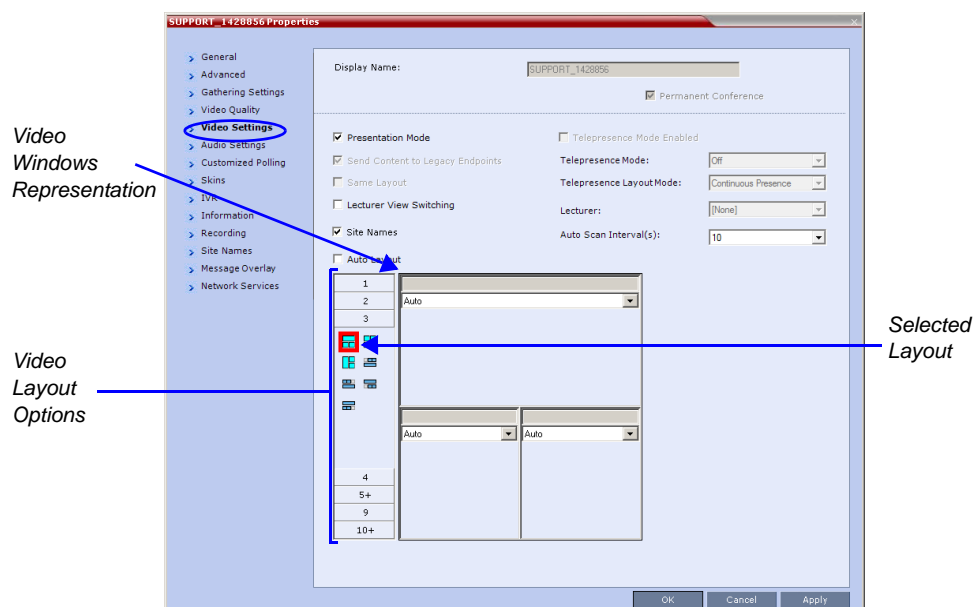 SUPPORT_1428856 Properties
General
Advanced
Gathering Settings
Video Quality
Video Settings
Audio Settings
Customized Polling
Skins
IVR
Information
Recording
Site Names
Message Overlay
Network Services
Display Name:
SUPPORT_1428856
Permanent Conference
Presentation Mode
Telepresence Mode Enabled
Send Content to Legacy Endpoints
Telepresence Mode:
Off
Same Layout
Telepresence Layout Mode:
Continuous Presence
Lecturer View Switching
Lecturer:
[None]
Site Names
Auto Scan Interval(s):
10
Auto Layout
1
2
3
Auto
Auto
Auto
4
5+
9
10+
OK
Cancel
Apply
Video
Windows
Representation
Video
Layout
Options
Selected
Layout